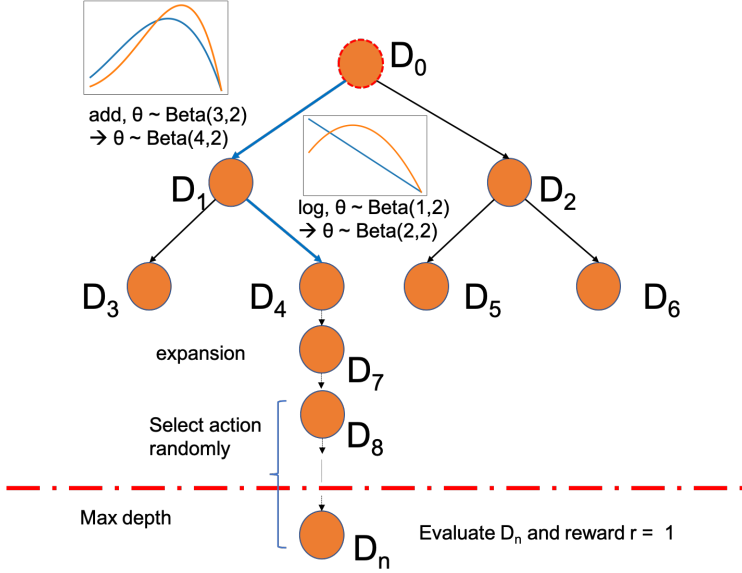 D0
add, θ ~ Beta(3,2)
→ θ ~ Beta(4,2)
D1
log, θ ~ Beta(1,2)
→ θ ~ Beta(2,2)
D2
D3
D4
D5
D6
expansion
D7
Select action
randomly
D8
Max depth
Evaluate Dn and reward r = 1
Dn